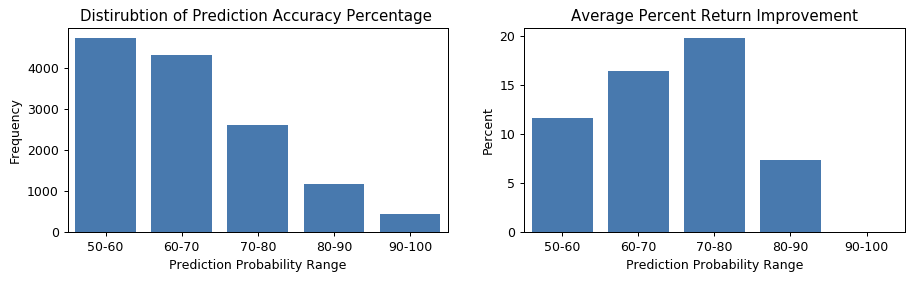 Distirubtion of Prediction Accuracy Percentage
Frequency
4000
3000
2000
1000
0
50-60 60-70 70-80 80-90 90-100
Prediction Probability Range
Average Percent Return Improvement
Percent
20
15
10
5
0
50-60 60-70 70-80 80-90 90-100
Prediction Probability Range